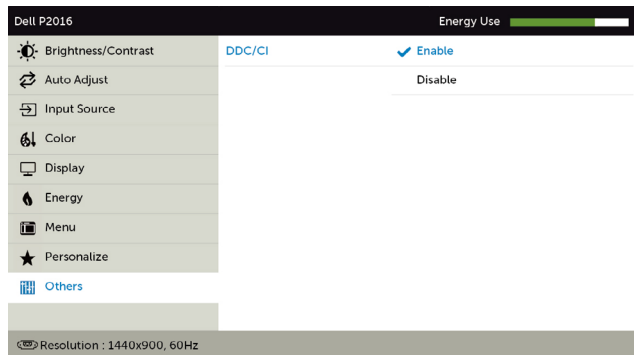 Dell P2016
Energy Use
Brightness/Contrast
DDC/CI
Enable
Auto Adjust
Disable
Input Source
Color
Display
Energy
Menu
Personalize
Others
Resolution : 1440x900, 60Hz